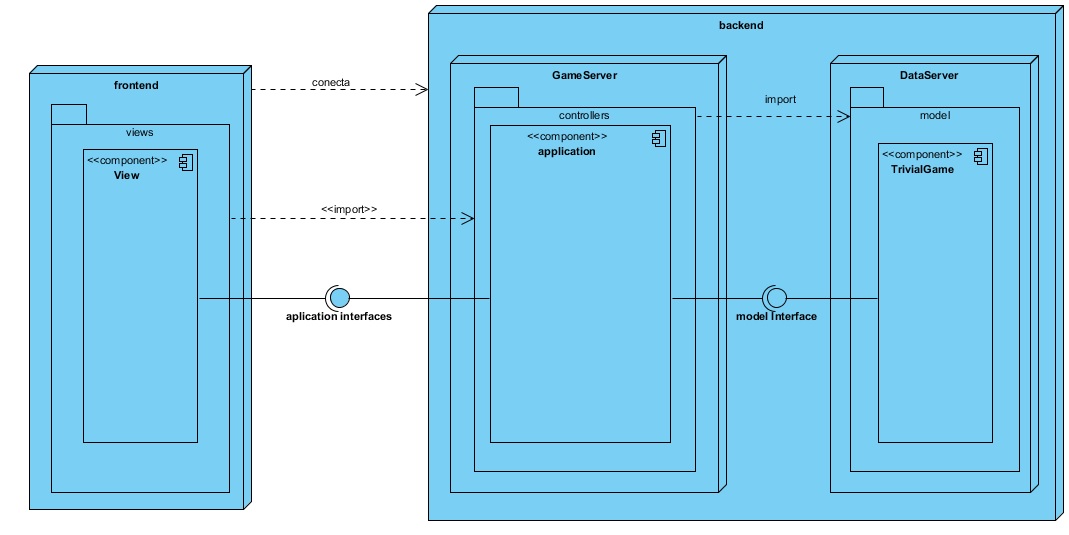 backend
frontend
conecta
GameServer
DataServer
views
controllers
import
model
<<component>>
View
<<component>>
application
<<component>>
TrivialGame
<<import>>
aplication interfaces
model Interface